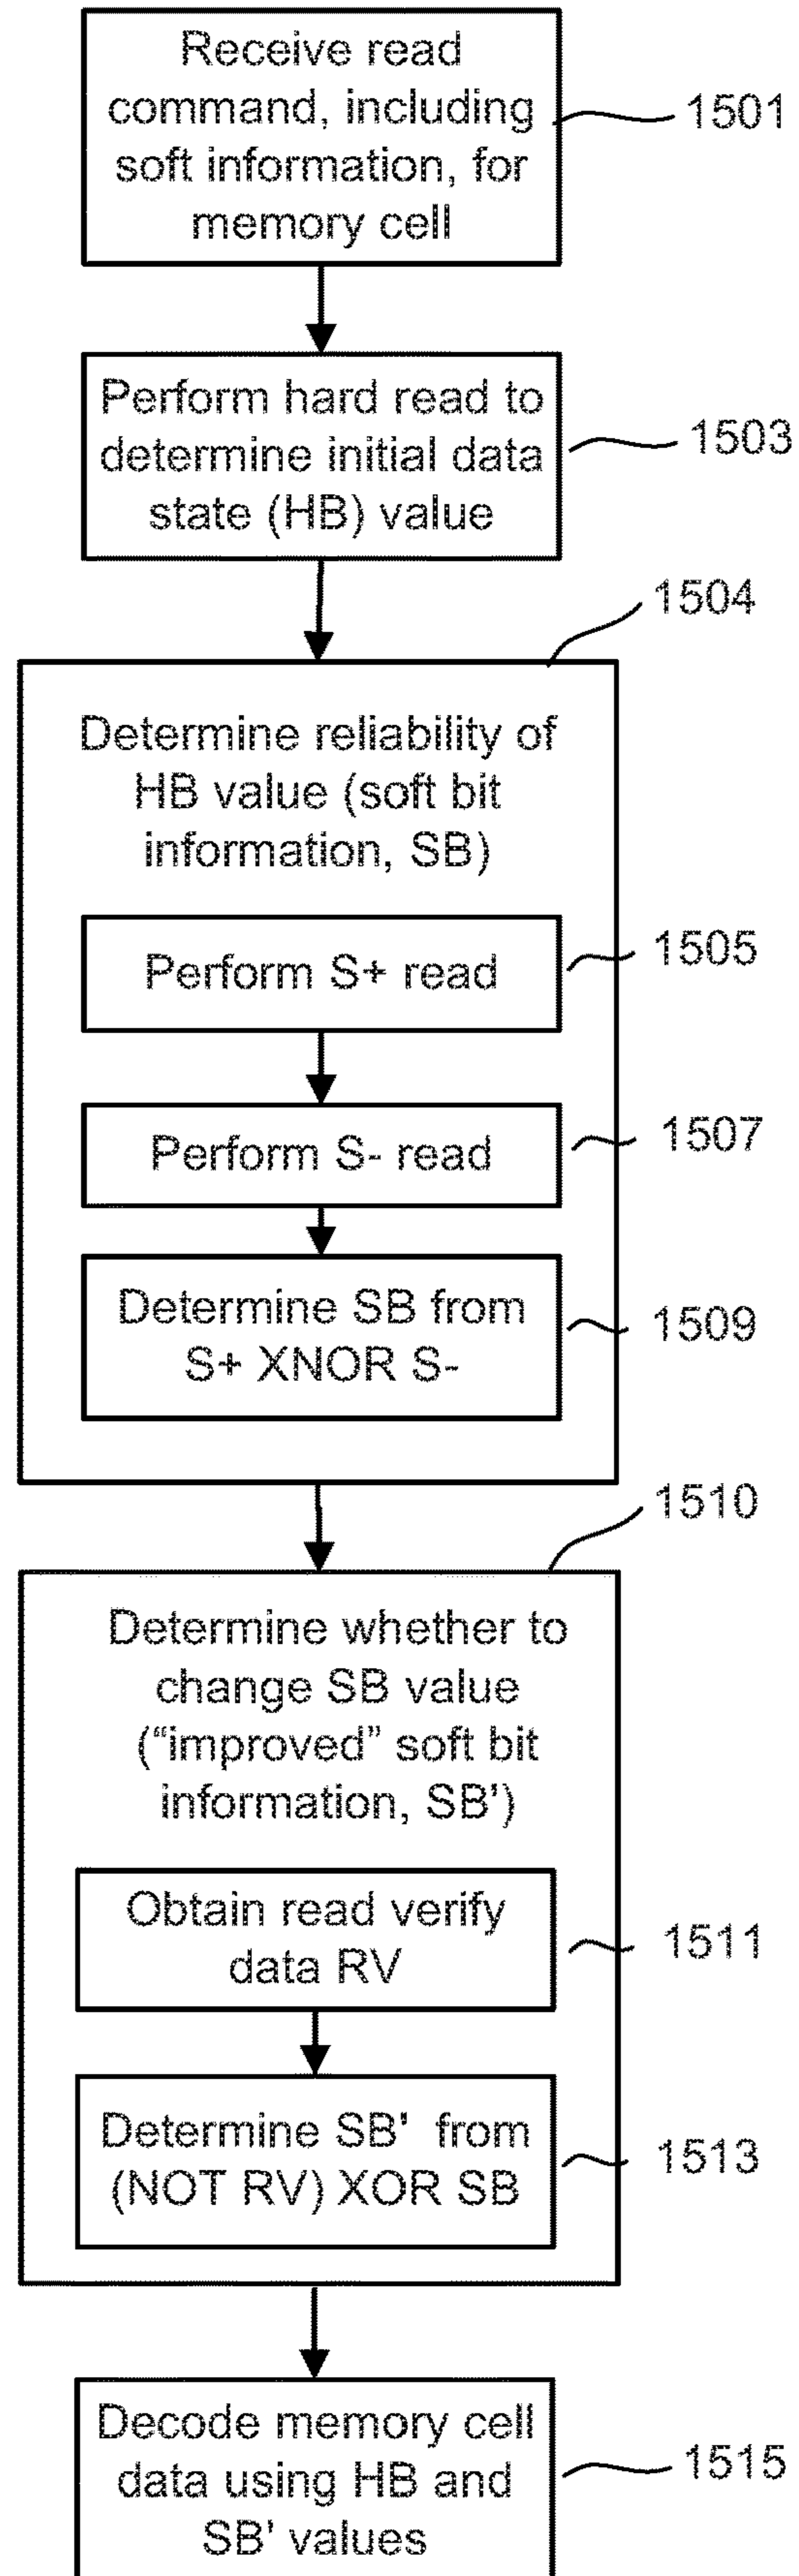 Receive read
command, including
soft information, for
memory cell
1501
Perform hard read to
determine initial data
state (HB) value
1503
1504
Determine reliability of
HB value (soft bit
information, SB)
Perform S+ read
1505
Perform S- read
1507
Determine SB from
S+ XNOR S-
1509
1510
Determine whether to
change SB value
(“improved” soft bit
information, SB’)
Obtain read verify
data RV
1511
Determine SB' from
(NOT RV) XOR SB
1513
Decode memory cell
data using HB and
SB’ values
1515